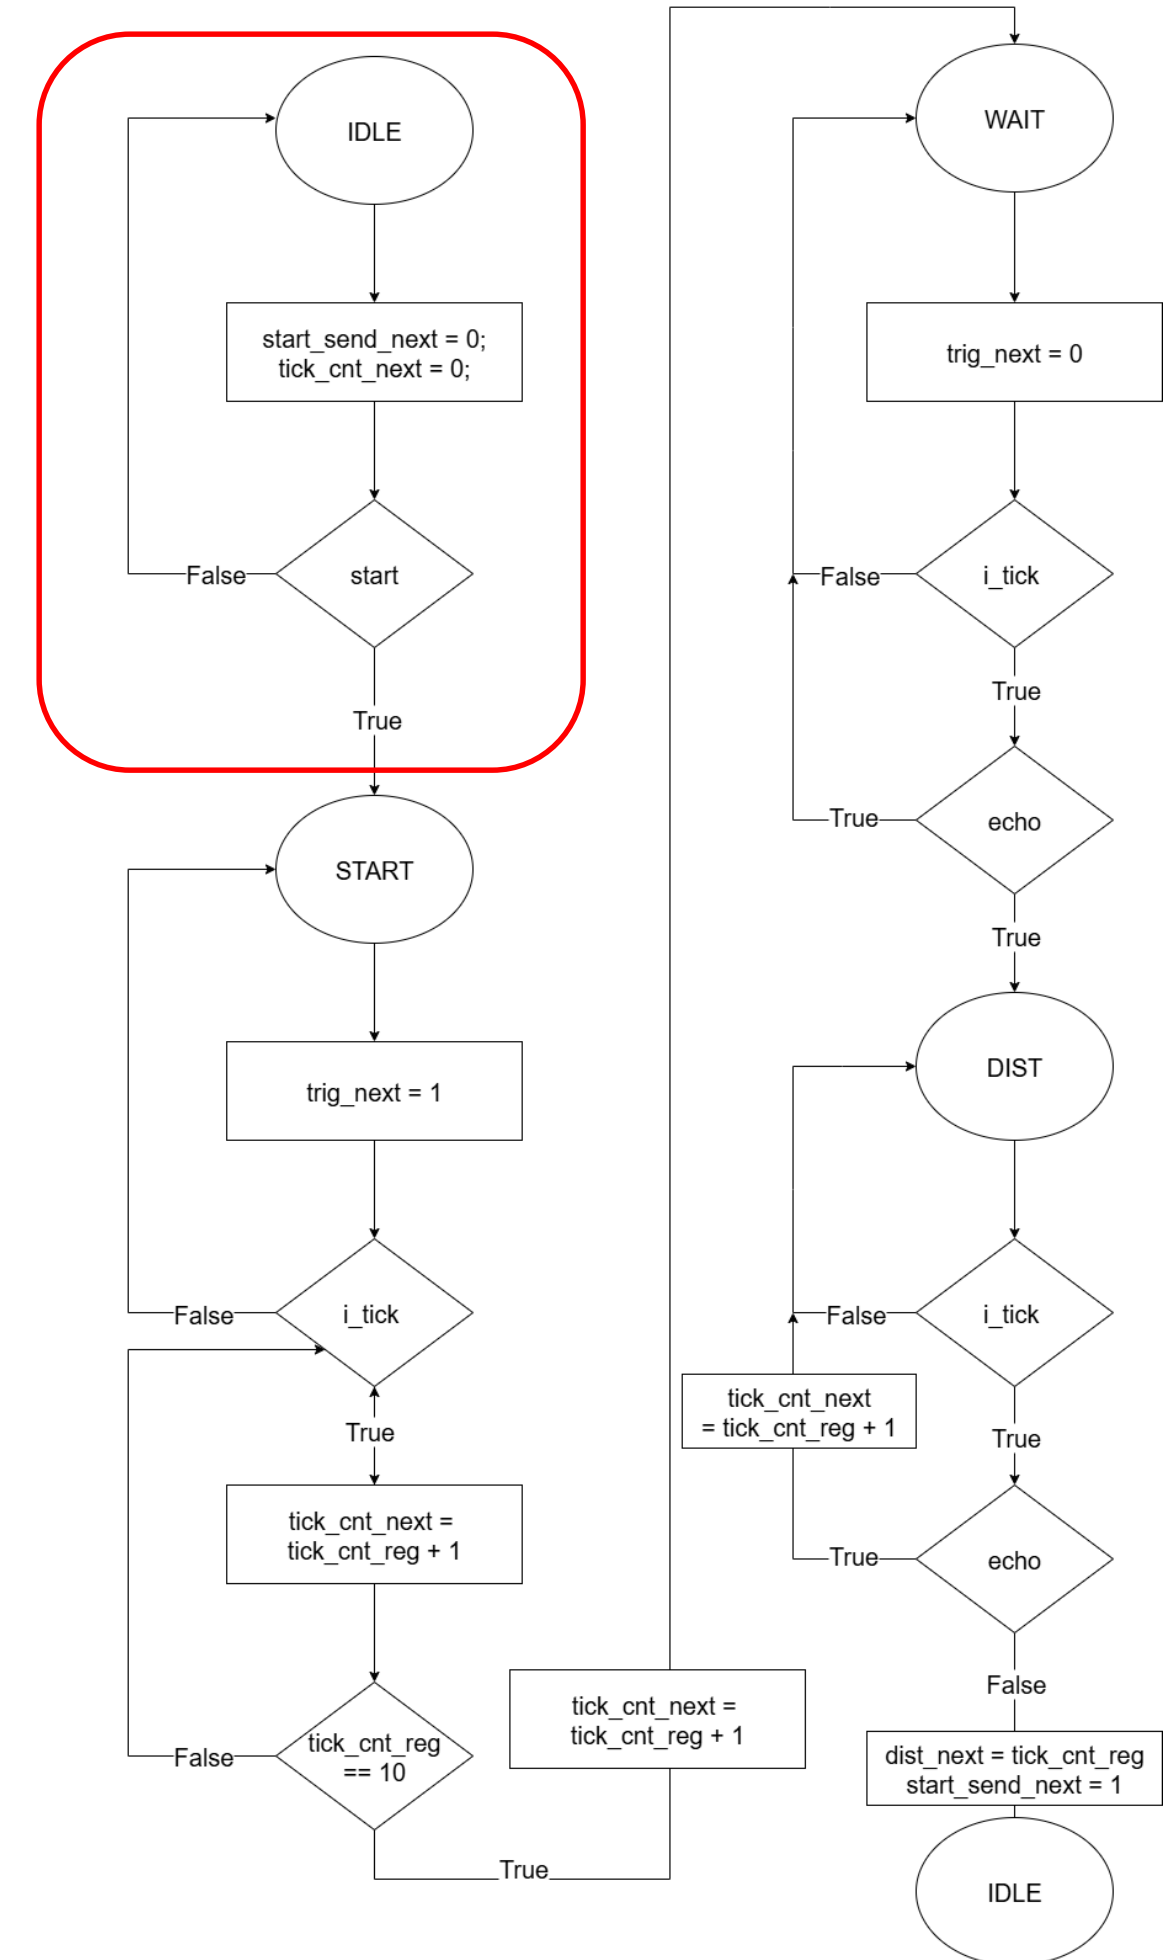 IDLE
start_send_next = 0;
tick_cnt_next = 0;
start
False
True
START
trig_next = 1
i_tick
False
True
tick_cnt_next =
tick_cnt_reg + 1
tick_cnt_reg
== 10
False
True
tick_cnt_next =
tick_cnt_reg + 1
WAIT
trig_next = 0
i_tick
False
True
echo
True
True
DIST
i_tick
False
tick_cnt_next
= tick_cnt_reg + 1
True
echo
True
False
dist_next = tick_cnt_reg
start_send_next = 1
IDLE